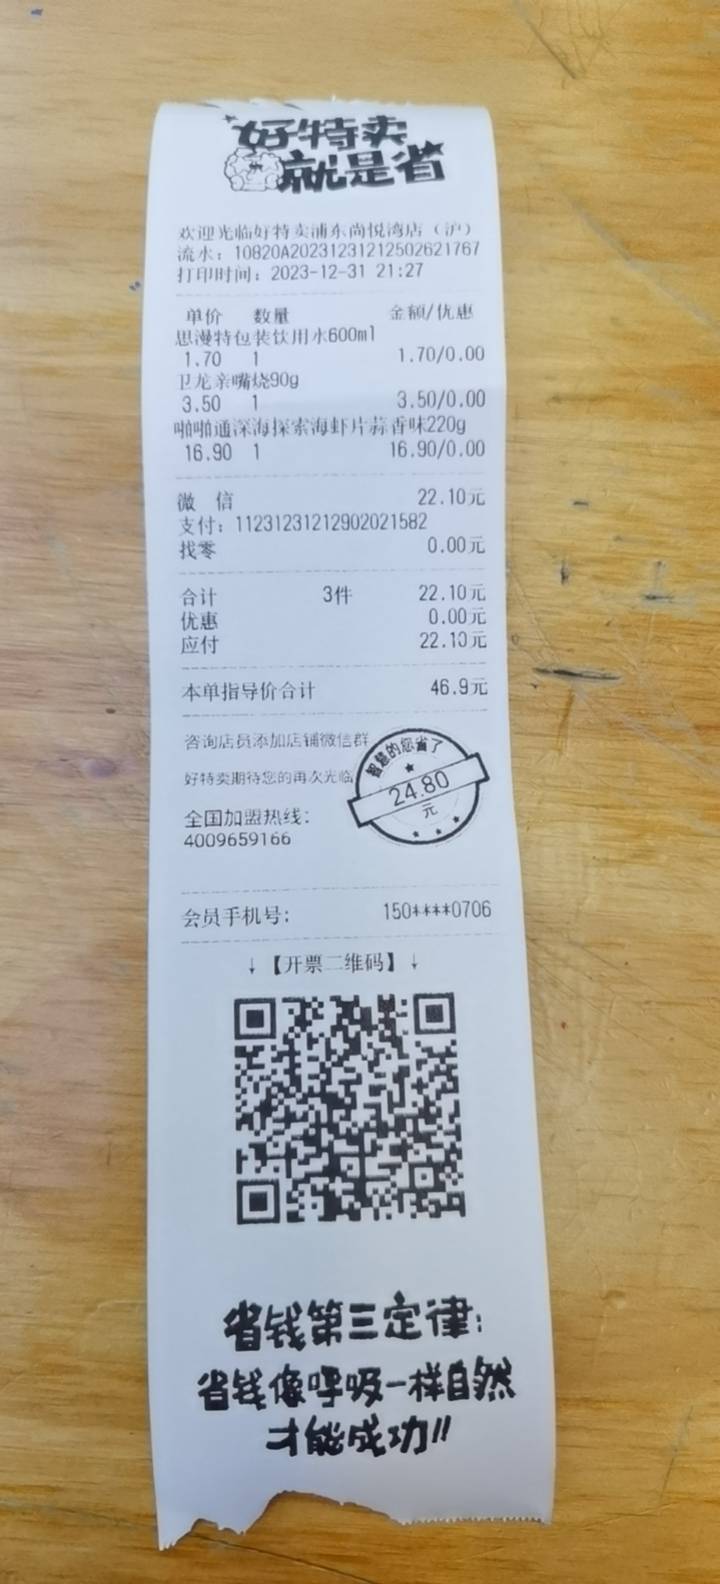 好特卖
就是省
欢迎光临好特卖浦东尚悦湾店（沪）
流水：10820A20231231212502621767
打印时间：2023-12-31 21:27
单价 数量 金额/优惠
思漫特包装饮用水600ml
1.70 1 1.70/0.00
卫龙亲嘴烧90g
3.50 1 3.50/0.00
啪啪通深海探索海虾片蒜香味220g
16.90 1 16.90/0.00
微 信 22.10元
支付：11231231212902021582
找零 0.00元
合计 3件 22.10元
优惠 0.00元
应付 22.10元
本单指导价合计 46.9元
咨询店员添加店铺微信群
好特卖期待您的再次光临
智慧的您省了
24.80
元
全国加盟热线：
4009659166
会员手机号： 150****0706
↓【开票二维码】↓
省钱第三定律：
省钱像呼吸一样自然
才能成功!!